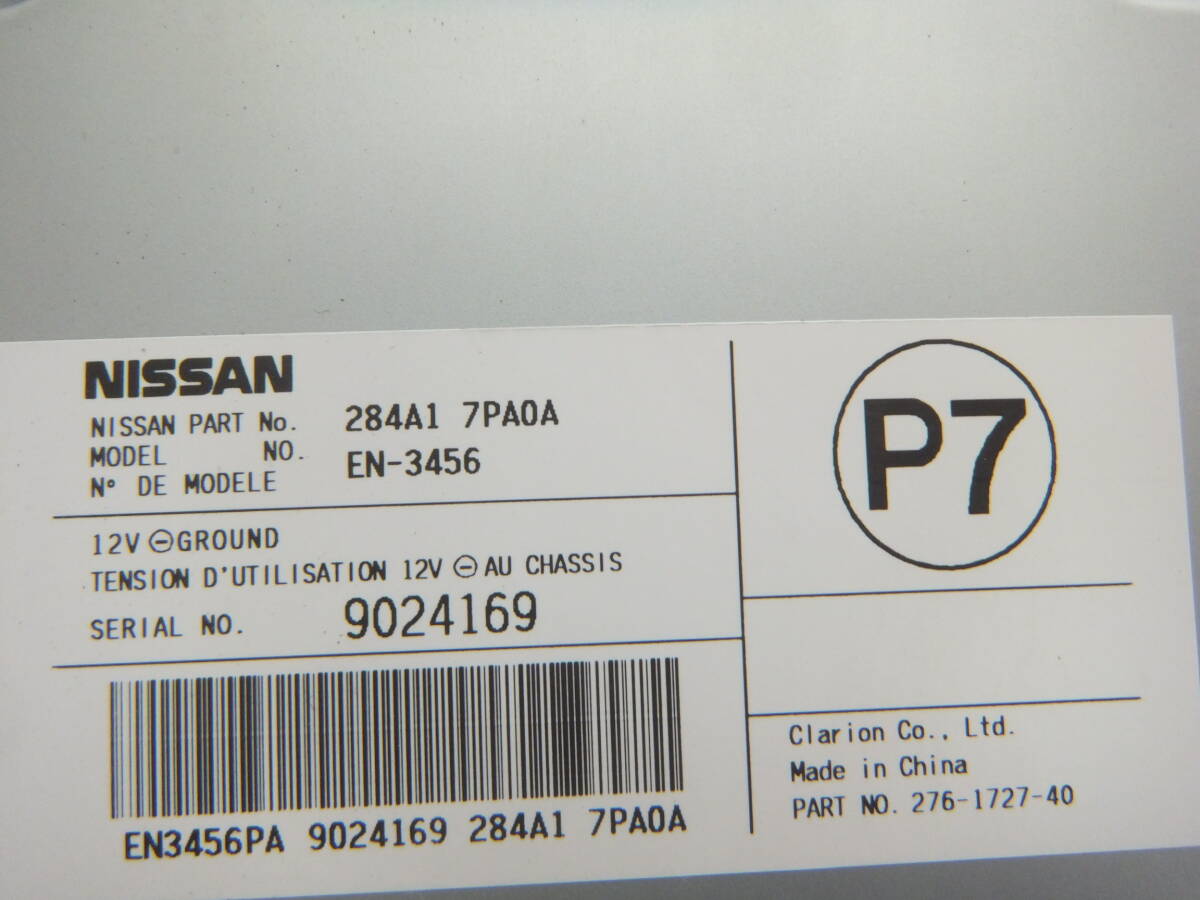 NISSAN
NISSAN PART No. 284A1 7PA0A
MODEL NO. EN-3456
N° DE MODELE
12V ⊖GROUND
TENSION D'UTILISATION 12V ⊖ AU CHASSIS
SERIAL NO. 9024169
EN3456PA 9024169 284A1 7PA0A
P7
Clarion Co., Ltd.
Made in China
PART NO. 276-1727-40